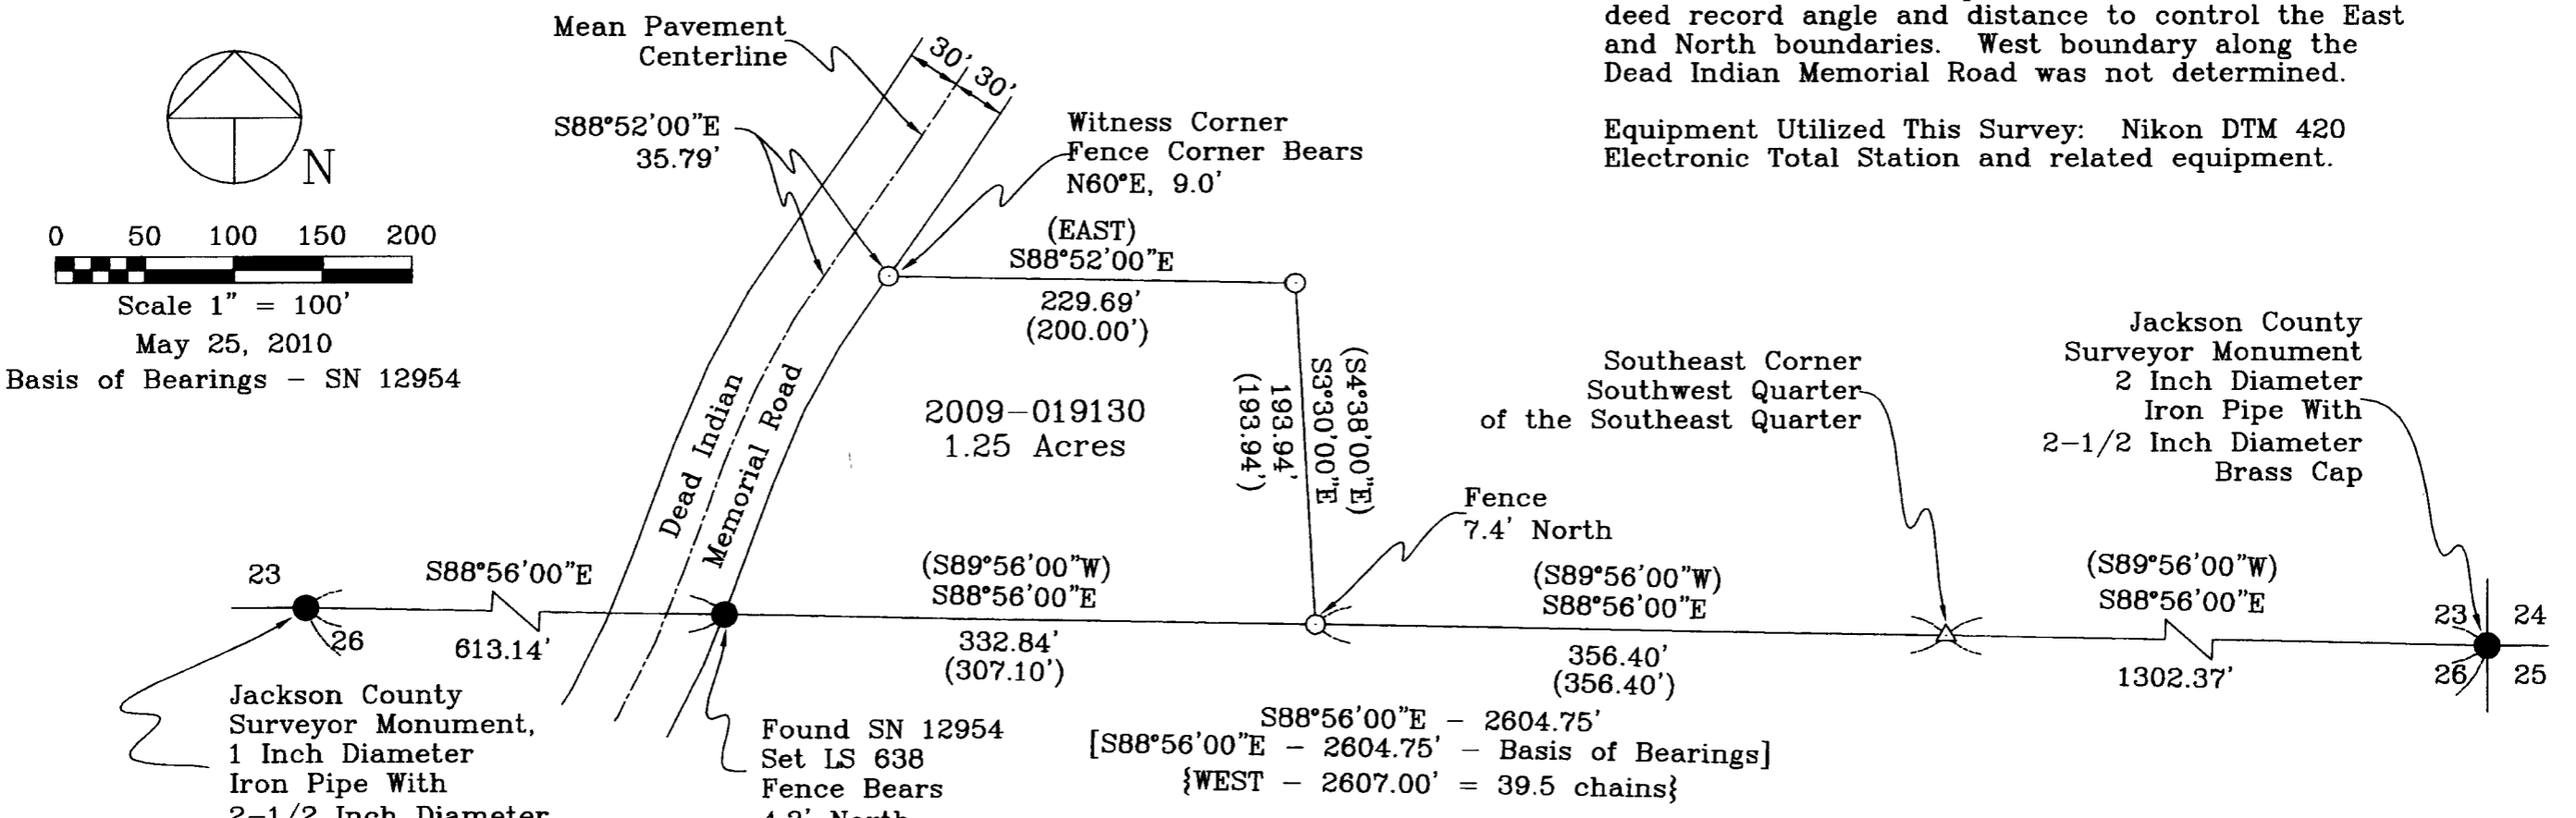 deed record angle and distance to control the East
and North boundaries. West boundary along the
Dead Indian Memorial Road was not determined.
Equipment Utilized This Survey: Nikon DTM 420
Electronic Total Station and related equipment.
Mean Pavement
Centerline
30'
30'
N
S88°52'00"E
35.79'
Witness Corner
Fence Corner Bears
N60°E, 9.0'
0 50 100 150 200
Scale 1" = 100'
May 25, 2010
Basis of Bearings - SN 12954
(EAST)
S88°52'00"E
229.69'
(200.00')
(S4°38'00"E)
S3°30'00"E
193.94'
(193.94')
2009-019130
1.25 Acres
Dead Indian
Memorial Road
Southeast Corner
Southwest Quarter
of the Southeast Quarter
Jackson County
Surveyor Monument
2 Inch Diameter
Iron Pipe With
2-1/2 Inch Diameter
Brass Cap
Fence
7.4' North
23
26
S88°56'00"E
613.14'
(S89°56'00"W)
S88°56'00"E
332.84'
(307.10')
(S89°56'00"W)
S88°56'00"E
356.40'
(356.40')
(S89°56'00"W)
S88°56'00"E
1302.37'
23 24
26 25
Jackson County
Surveyor Monument,
1 Inch Diameter
Iron Pipe With
2-1/2 Inch Diameter
Found SN 12954
Set LS 638
Fence Bears
4.2' North
S88°56'00"E - 2604.75'
[S88°56'00"E - 2604.75' - Basis of Bearings]
{WEST - 2607.00' = 39.5 chains}